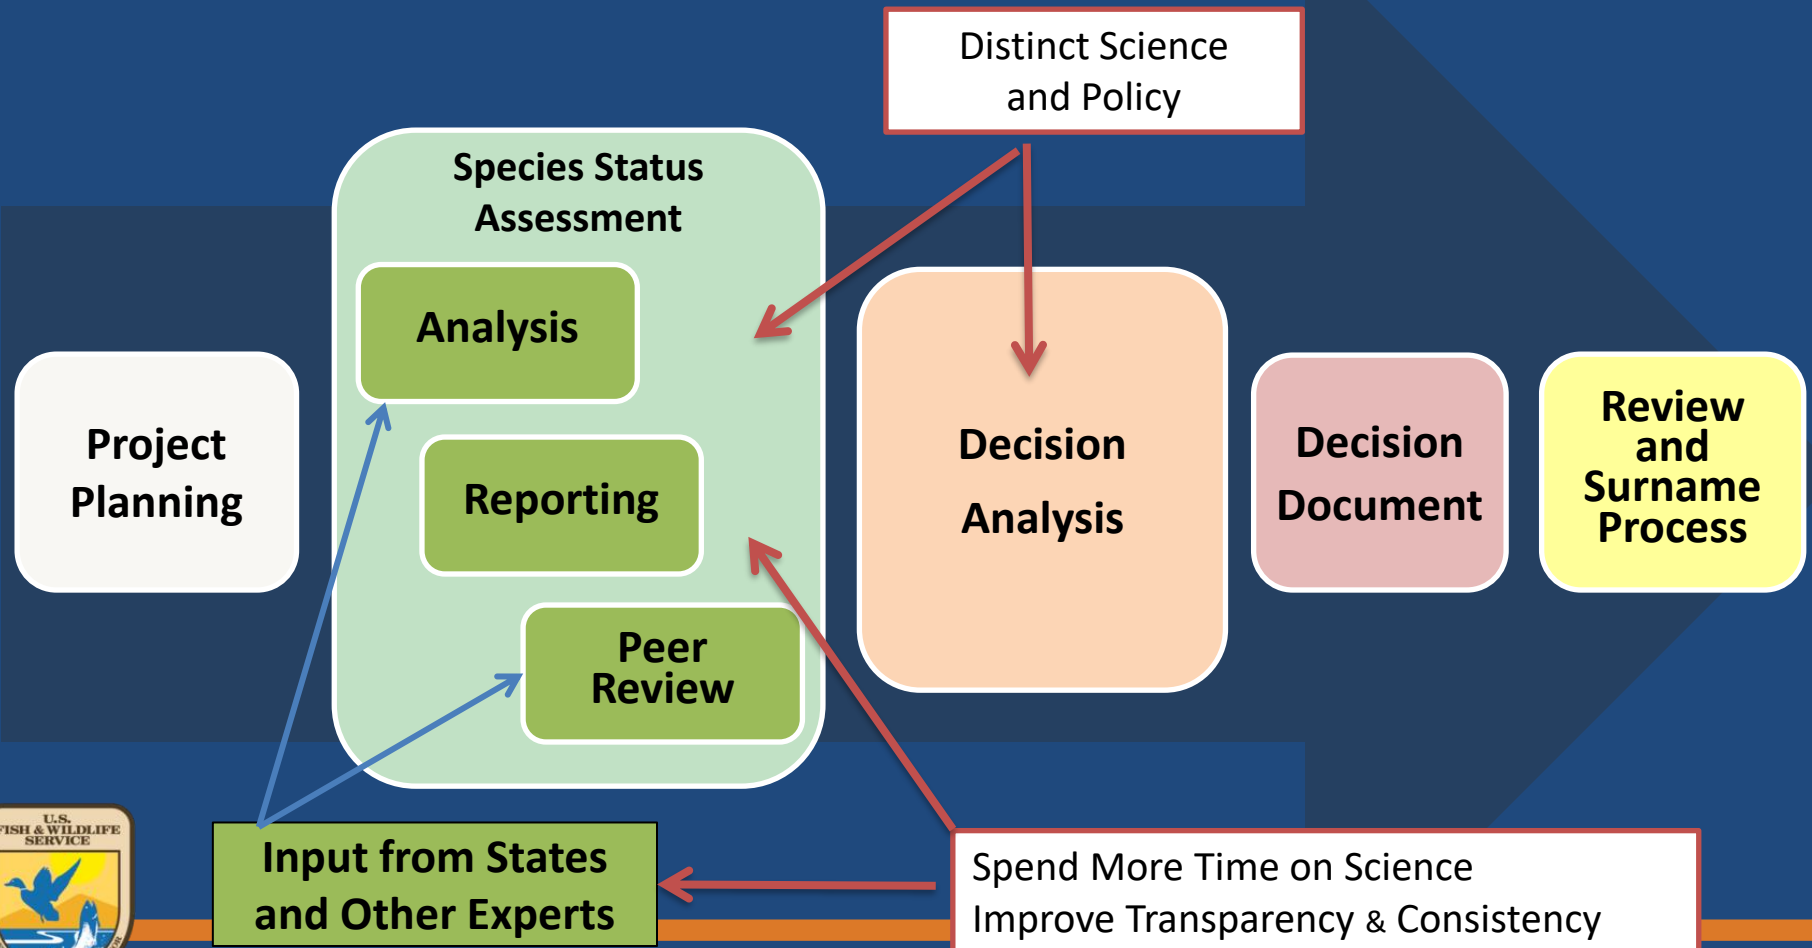 Distinct Science
and Policy
Species Status
Assessment
Analysis
Reporting
Peer
Review
Project
Planning
Decision
Analysis
Decision
Document
Review
and
Surname
Process
U.S.
FISH & WILDLIFE
SERVICE
Input from States
and Other Experts
Spend More Time on Science
Improve Transparency & Consistency